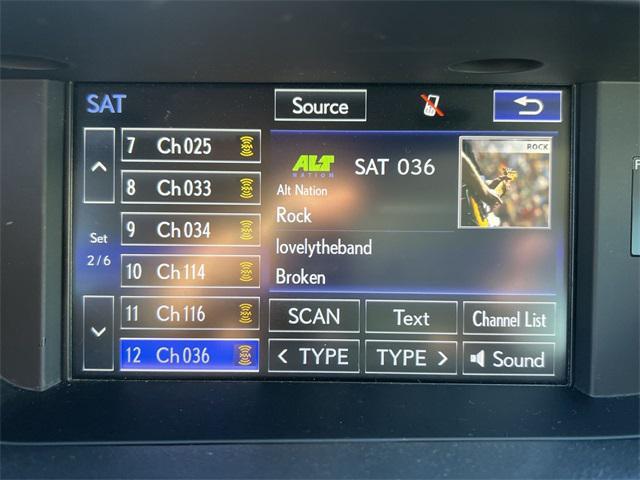 SAT
Source
7 Ch 025
8 Ch 033
9 Ch 034
10 Ch 114
11 Ch 116
12 Ch 036
Set
2/6
ALT
NATION
SAT 036
ROCK
Alt Nation
Rock
lovelytheband
Broken
SCAN
Text
Channel List
< TYPE
TYPE >
Sound